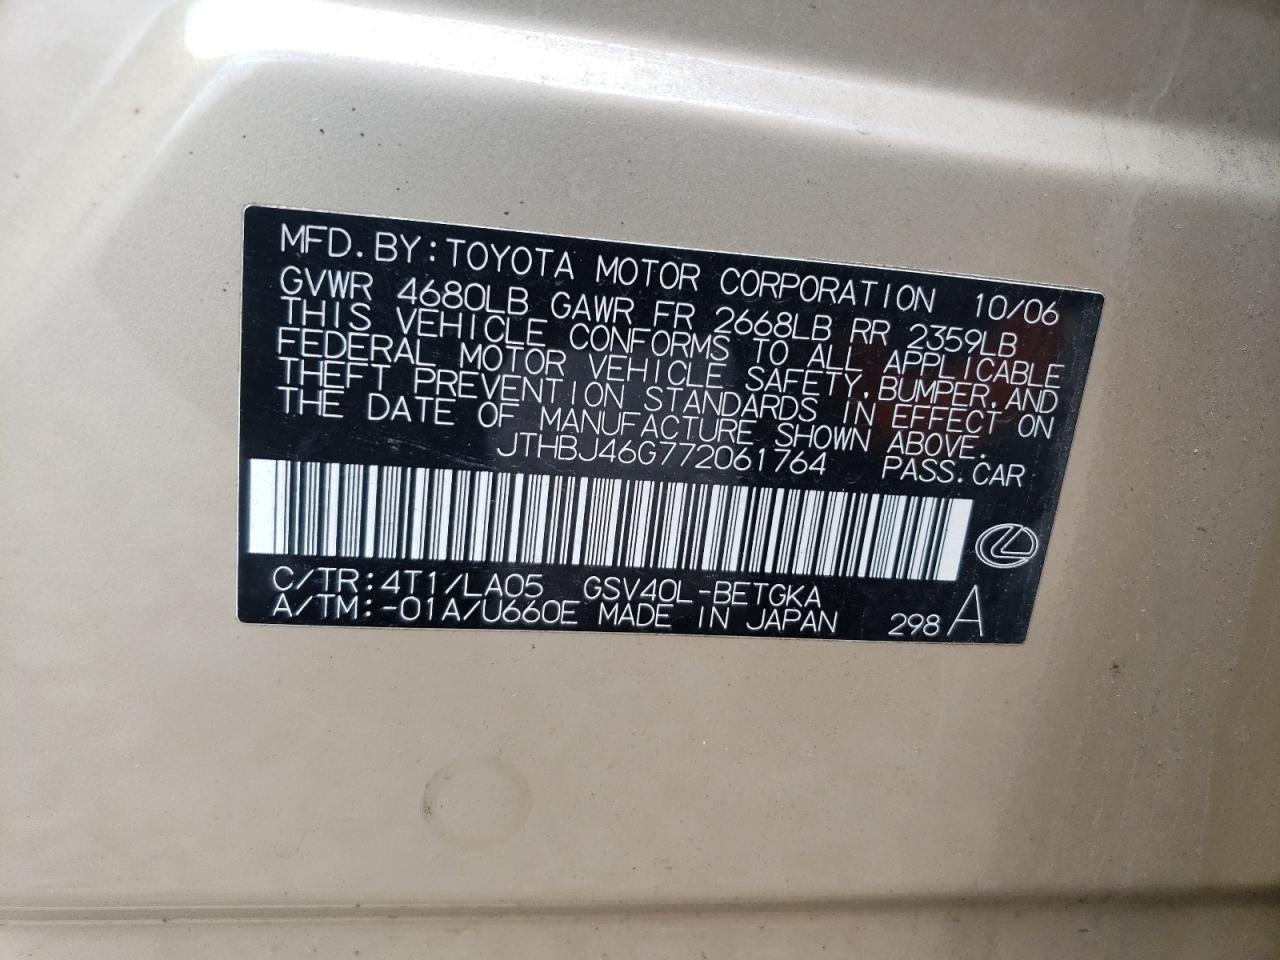 MFD.BY:TOYOTA MOTOR CORPORATION 10/06
GVWR 4680LB GAWR FR 2668LB RR 2359LB
THIS VEHICLE CONFORMS TO ALL APPLICABLE
FEDERAL MOTOR VEHICLE SAFETY,BUMPER,AND
THEFT PREVENTION STANDARDS IN EFFECT ON
THE DATE OF MANUFACTURE SHOWN ABOVE.
JTHBJ46G772061764 PASS.CAR
C/TR:4T1/LA05 GSV40L-BETGKA
A/TM:-01A/U660E MADE IN JAPAN 298 A